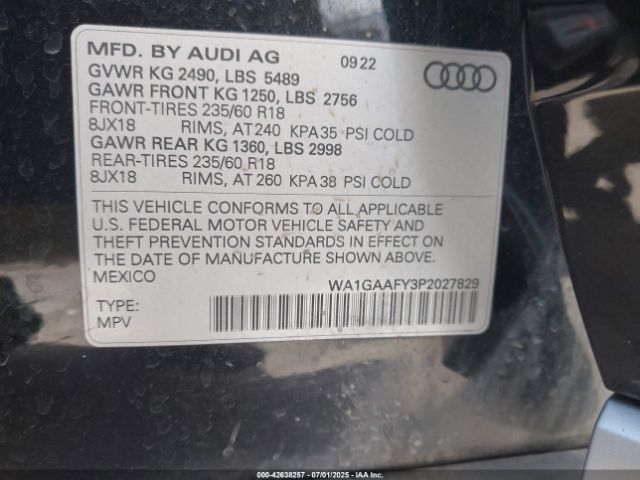 MFD. BY AUDI AG 09 22
GVWR KG 2490, LBS 5489
GAWR FRONT KG 1250, LBS 2756
FRONT-TIRES 235/60 R18
8JX18 RIMS, AT 240 KPA 35 PSI COLD
GAWR REAR KG 1360, LBS 2998
REAR-TIRES 235/60 R18
8JX18 RIMS, AT 260 KPA 38 PSI COLD
THIS VEHICLE CONFORMS TO ALL APPLICABLE
U.S. FEDERAL MOTOR VEHICLE SAFETY AND
THEFT PREVENTION STANDARDS IN EFFECT ON
THE DATE OF MANUFACTURE SHOWN ABOVE.
MEXICO WA1GAAFY3P2027829
TYPE:
MPV
00-42638257 - 07/01/2025 - IAAI.com